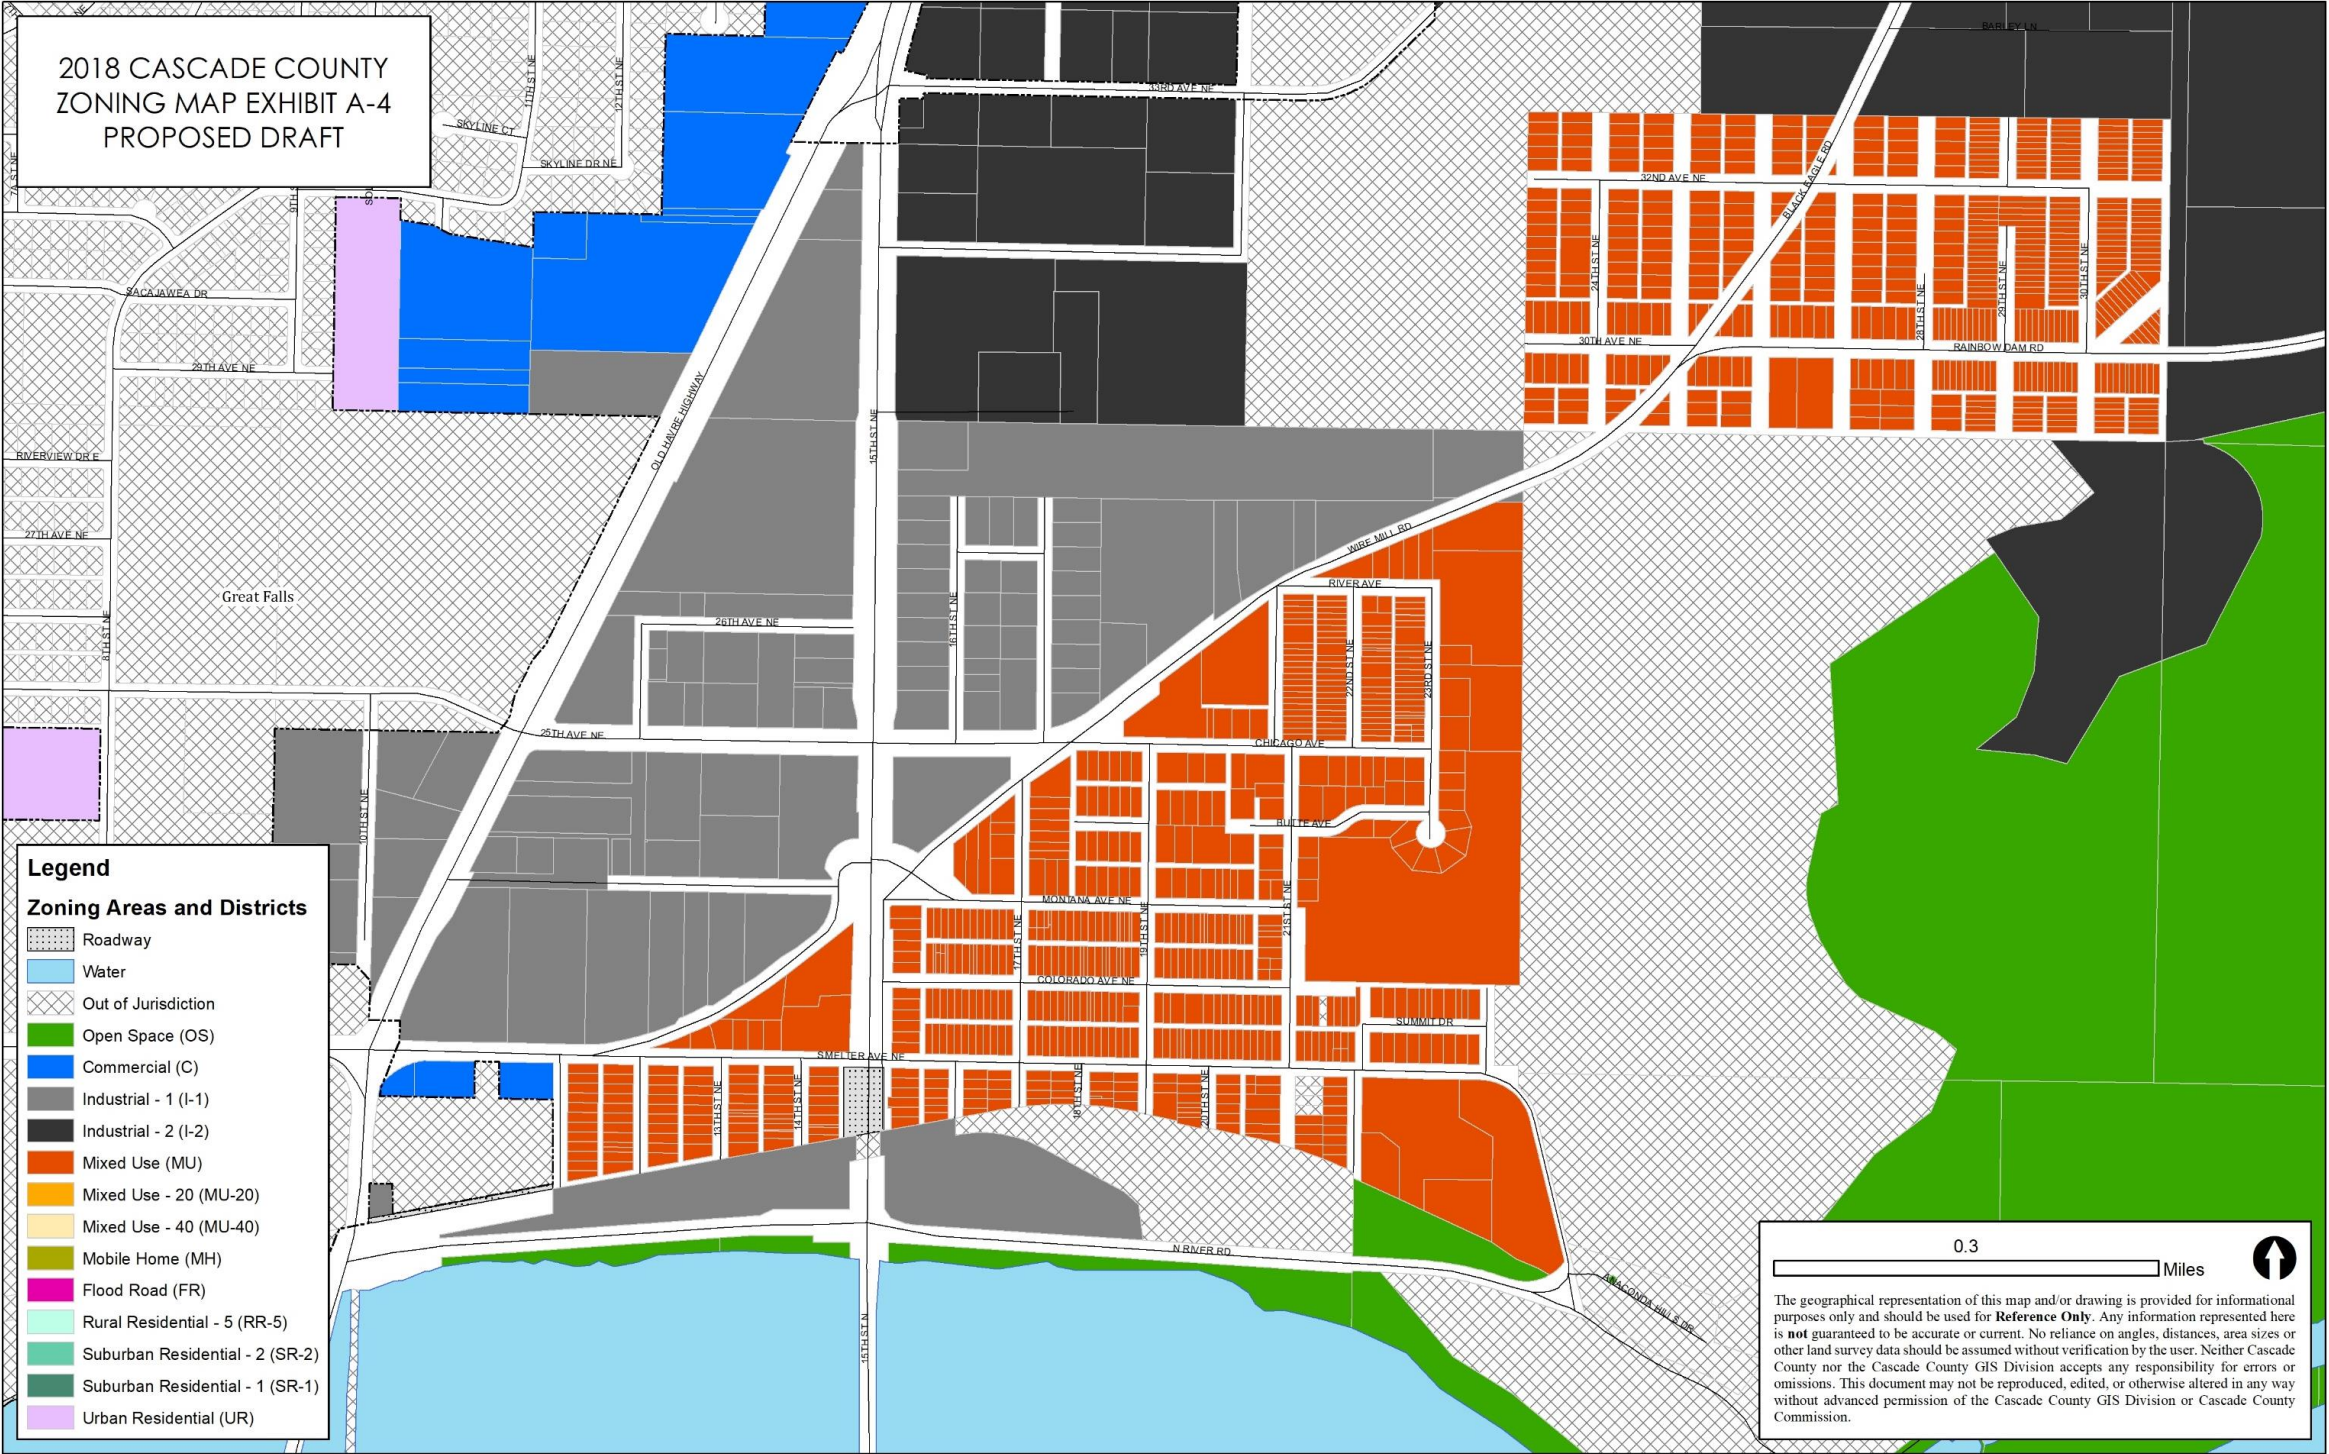 2018 CASCADE COUNTY
ZONING MAP EXHIBIT A-4
PROPOSED DRAFT
11TH ST NE
12TH ST NE
SKYLINE CT
SKYLINE DR NE
33RD AVE NE
BARLEY LN
32ND AVE NE
BLACK EAGLE RD
24TH ST NE
28TH ST NE
29TH ST NE
30TH ST NE
30TH AVE NE
RAINBOW DAM RD
SACAJAWEA DR
29TH AVE NE
OLD HAVRE HIGHWAY
15TH ST NE
RIVERVIEW DR E
27TH AVE NE
WIRE MILL RD
RIVER AVE
Great Falls
8TH ST NE
26TH AVE NE
16TH ST NE
22ND ST NE
23RD ST NE
25TH AVE NE
CHICAGO AVE
10TH ST NE
BUTTE AVE
MONTANA AVE NE
17TH ST NE
19TH ST NE
21ST ST NE
COLORADO AVE NE
SUMMIT DR
SMELTER AVE NE
13TH ST NE
14TH ST NE
18TH ST NE
20TH ST NE
N RIVER RD
ANACONDA HILLS DR
15TH ST N
Legend
Zoning Areas and Districts
Roadway
Water
Out of Jurisdiction
Open Space (OS)
Commercial (C)
Industrial - 1 (I-1)
Industrial - 2 (I-2)
Mixed Use (MU)
Mixed Use - 20 (MU-20)
Mixed Use - 40 (MU-40)
Mobile Home (MH)
Flood Road (FR)
Rural Residential - 5 (RR-5)
Suburban Residential - 2 (SR-2)
Suburban Residential - 1 (SR-1)
Urban Residential (UR)
0.3
Miles
The geographical representation of this map and/or drawing is provided for informational
purposes only and should be used for Reference Only. Any information represented here
is not guaranteed to be accurate or current. No reliance on angles, distances, area sizes or
other land survey data should be assumed without verification by the user. Neither Cascade
County nor the Cascade County GIS Division accepts any responsibility for errors or
omissions. This document may not be reproduced, edited, or otherwise altered in any way
without advanced permission of the Cascade County GIS Division or Cascade County
Commission.